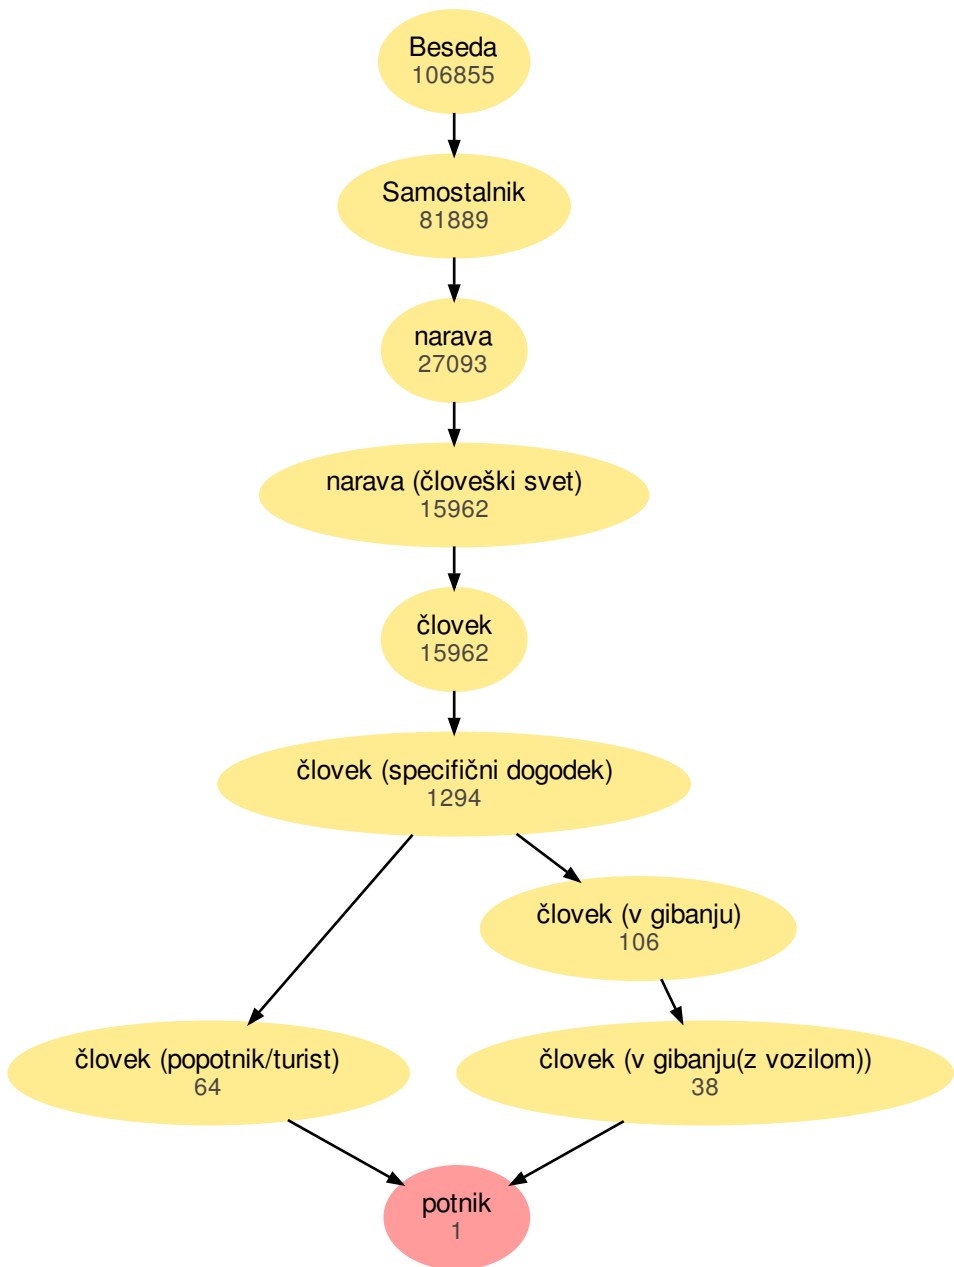 Beseda
106855
Samostalnik
81889
narava
27093
narava (človeški svet)
15962
človek
15962
človek (specifični dogodek)
1294
človek (v gibanju)
106
človek (popotnik/turist)
64
človek (v gibanju(z vozilom))
38
potnik
1